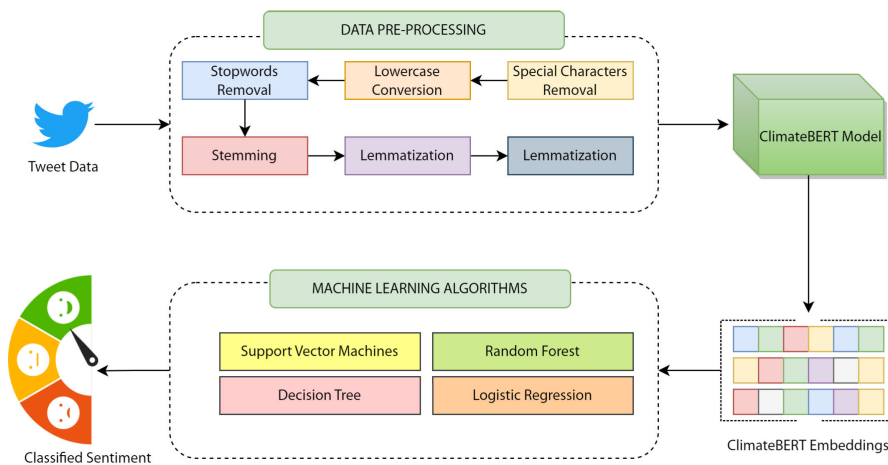 DATA PRE-PROCESSING
Stopwords
Removal
Lowercase
Conversion
Special Characters
Removal
Tweet Data
Stemming
Lemmatization
Lemmatization
ClimateBERT Model
MACHINE LEARNING ALGORITHMS
Support Vector Machines
Random Forest
Decision Tree
Logistic Regression
Classified Sentiment
ClimateBERT Embeddings